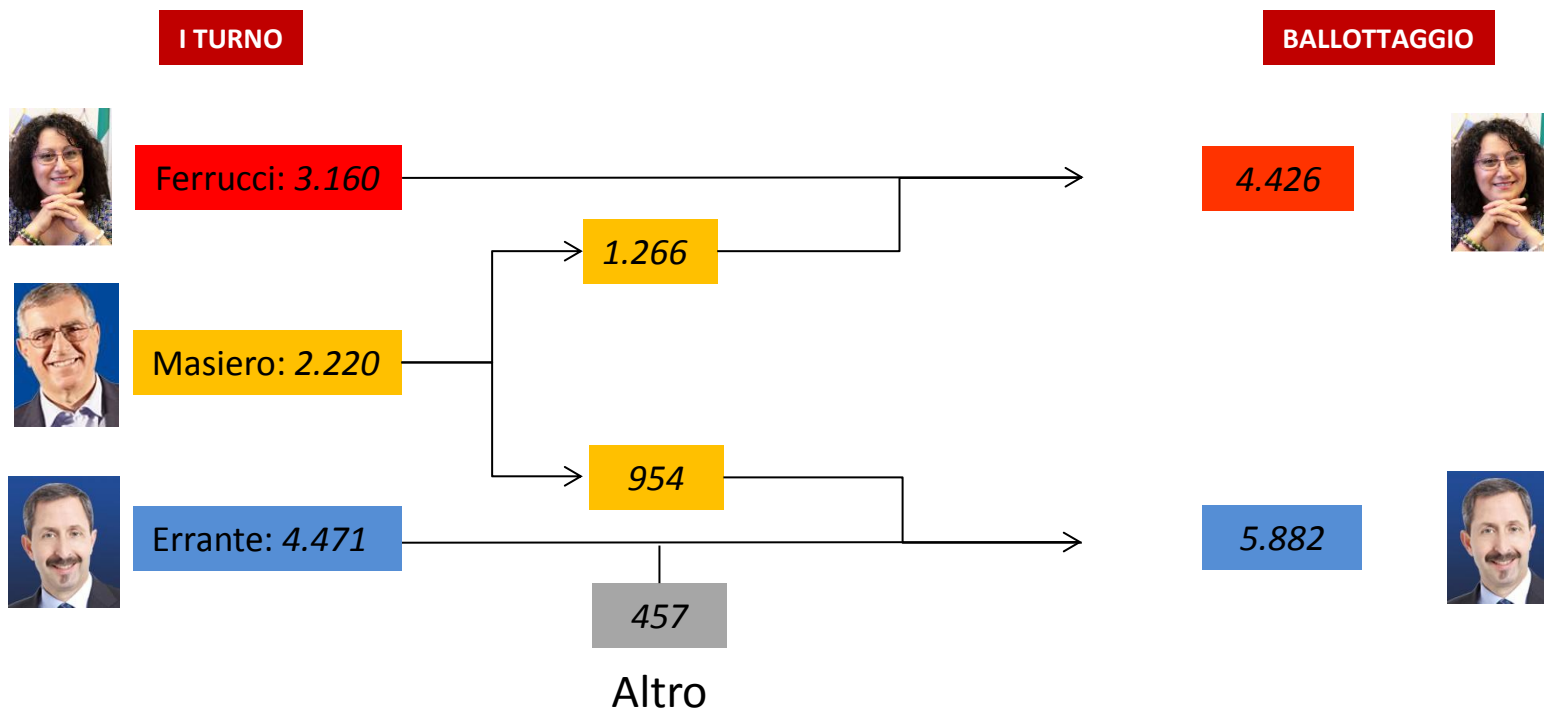 I TURNO
BALLOTTAGGIO
Ferrucci: 3.160
4.426
1.266
Masiero: 2.220
954
Errante: 4.471
5.882
457
Altro